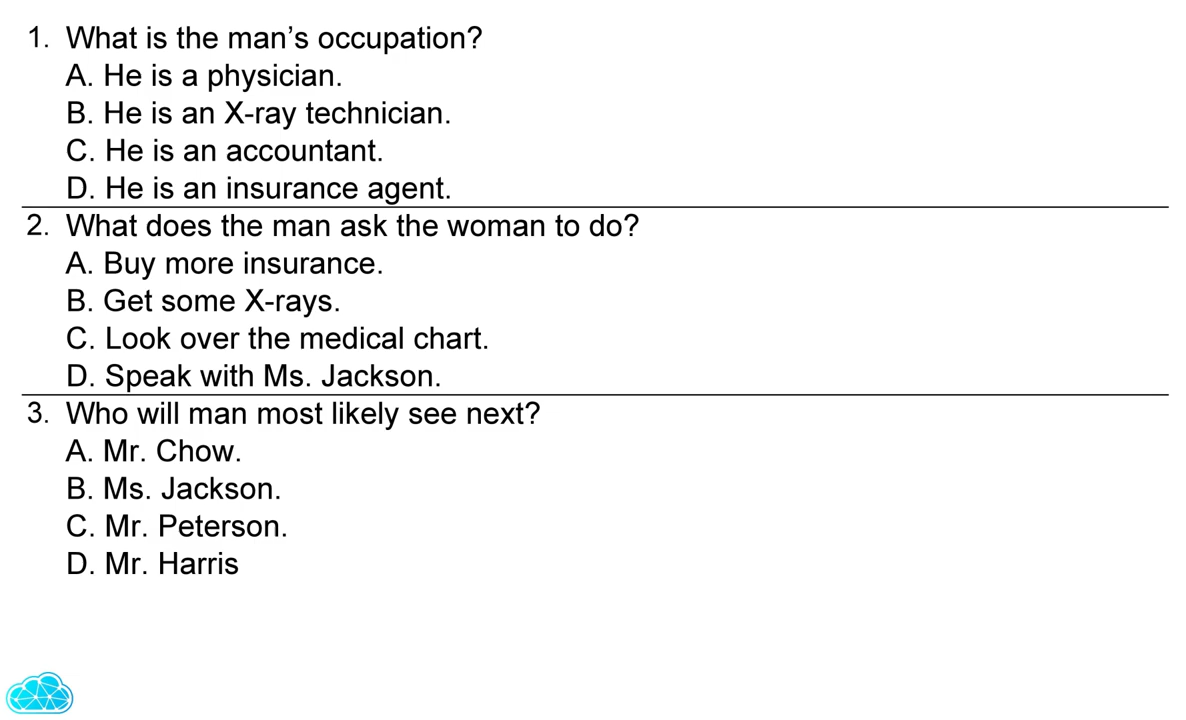 1. What is the man’s occupation?
A. He is a physician.
B. He is an X-ray technician.
C. He is an accountant.
D. He is an insurance agent.
2. What does the man ask the woman to do?
A. Buy more insurance.
B. Get some X-rays.
C. Look over the medical chart.
D. Speak with Ms. Jackson.
3. Who will man most likely see next?
A. Mr. Chow.
B. Ms. Jackson.
C. Mr. Peterson.
D. Mr. Harris